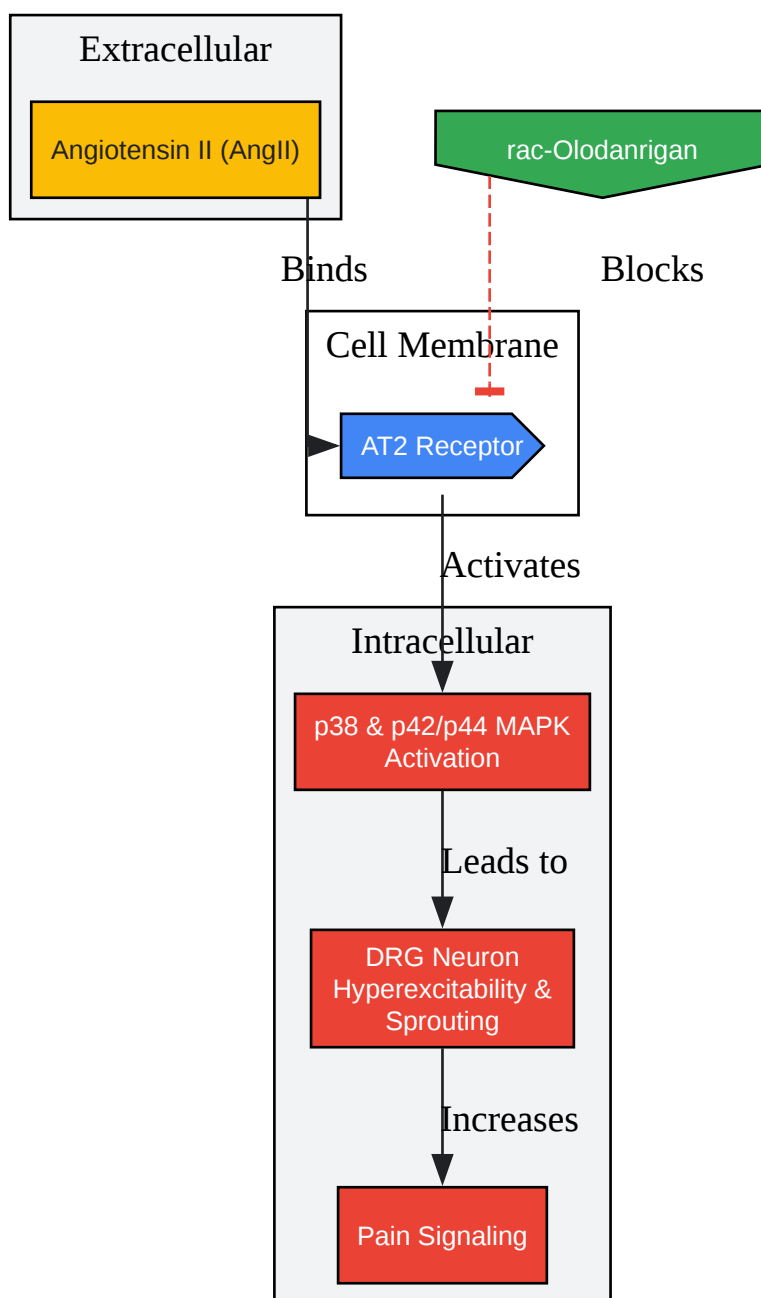 Extracellular
Angiotensin II (AngII)
rac-Olodanrigan
Binds
Blocks
Cell Membrane
AT2 Receptor
Activates
Intracellular
p38 & p42/p44 MAPK
Activation
Leads to
DRG Neuron
Hyperexcitability &
Sprouting
Increases
Pain Signaling